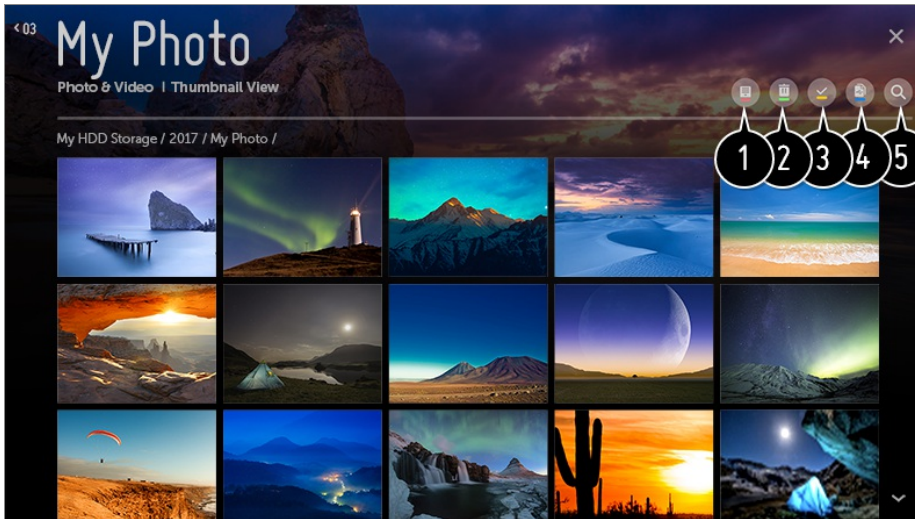 03
My Photo
Photo & Video | Thumbnail View
My HDD Storage / 2017 / My Photo /
1 2 3 4 5